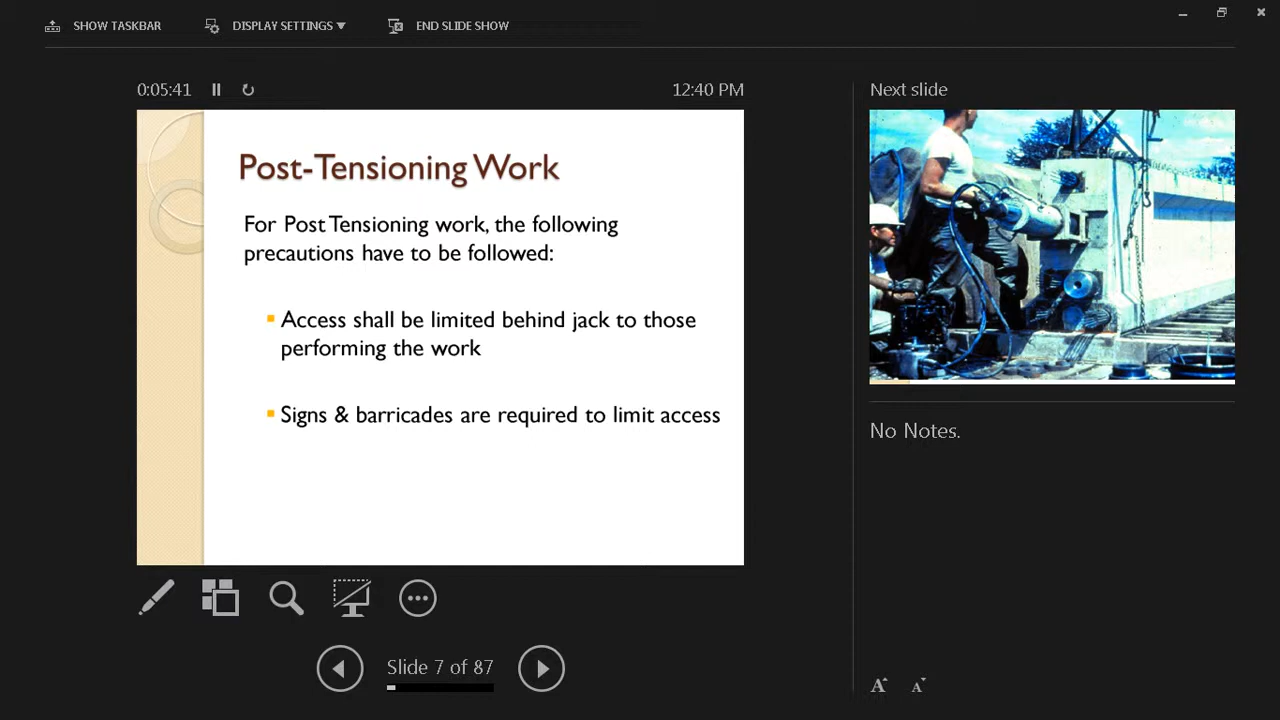 SHOW TASKBAR
DISPLAY SETTINGS
END SLIDE SHOW
0:05:41
12:40 PM
Next slide
Post-Tensioning Work
For Post Tensioning work, the following
precautions have to be followed:
Access shall be limited behind jack to those
performing the work
Signs & barricades are required to limit access
No Notes.
Slide 7 of 87
A
A